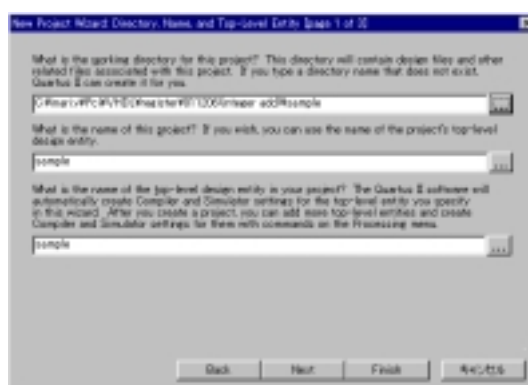 New Project Wizard: Directory, Name, and Top-Level Entity [page 1 of 3]
What is the working directory for this project? This directory will contain design files and other
related files associated with this project. If you type a directory name that does not exist,
Quartus II can create it for you.
...
What is the name of this project? If you wish, you can use the name of the project's top-level
design entity.
sample
...
What is the name of the top-level design entity in your project? The Quartus II software will
automatically create Compiler and Simulator settings for the top-level entity you specify
in this wizard. After you create a project, you can add more top-level entities and create
Compiler and Simulator settings for them with commands on the Processing menu.
sample
...
Back
Next
Finish
キャンセル